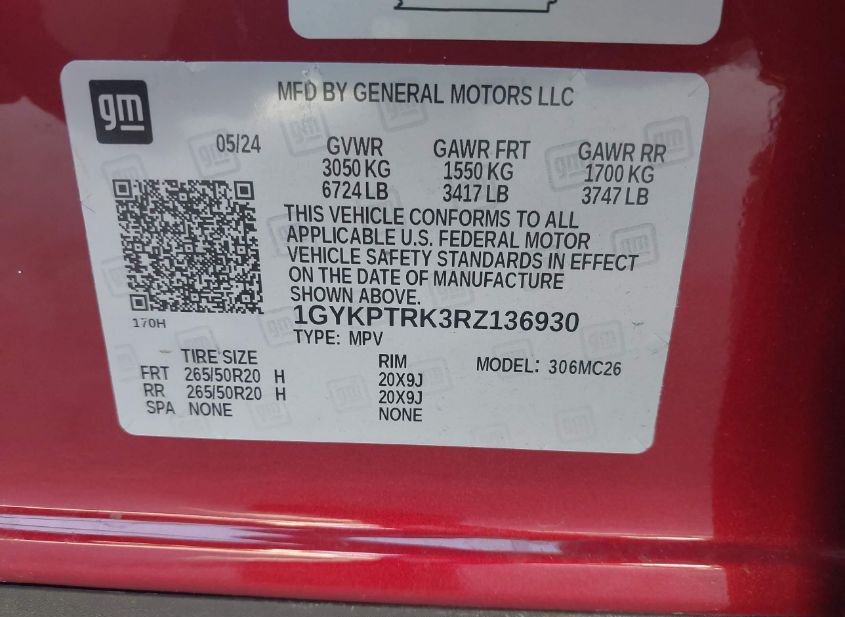 gm
MFD BY GENERAL MOTORS LLC
05/24 GVWR GAWR FRT GAWR RR
3050 KG 1550 KG 1700 KG
6724 LB 3417 LB 3747 LB
THIS VEHICLE CONFORMS TO ALL
APPLICABLE U.S. FEDERAL MOTOR
VEHICLE SAFETY STANDARDS IN EFFECT
ON THE DATE OF MANUFACTURE
SHOWN ABOVE.
170H
1GYKPTRK3RZ136930
TYPE: MPV
TIRE SIZE RIM MODEL: 306MC26
FRT 265/50R20 H 20X9J
RR 265/50R20 H 20X9J
SPA NONE NONE